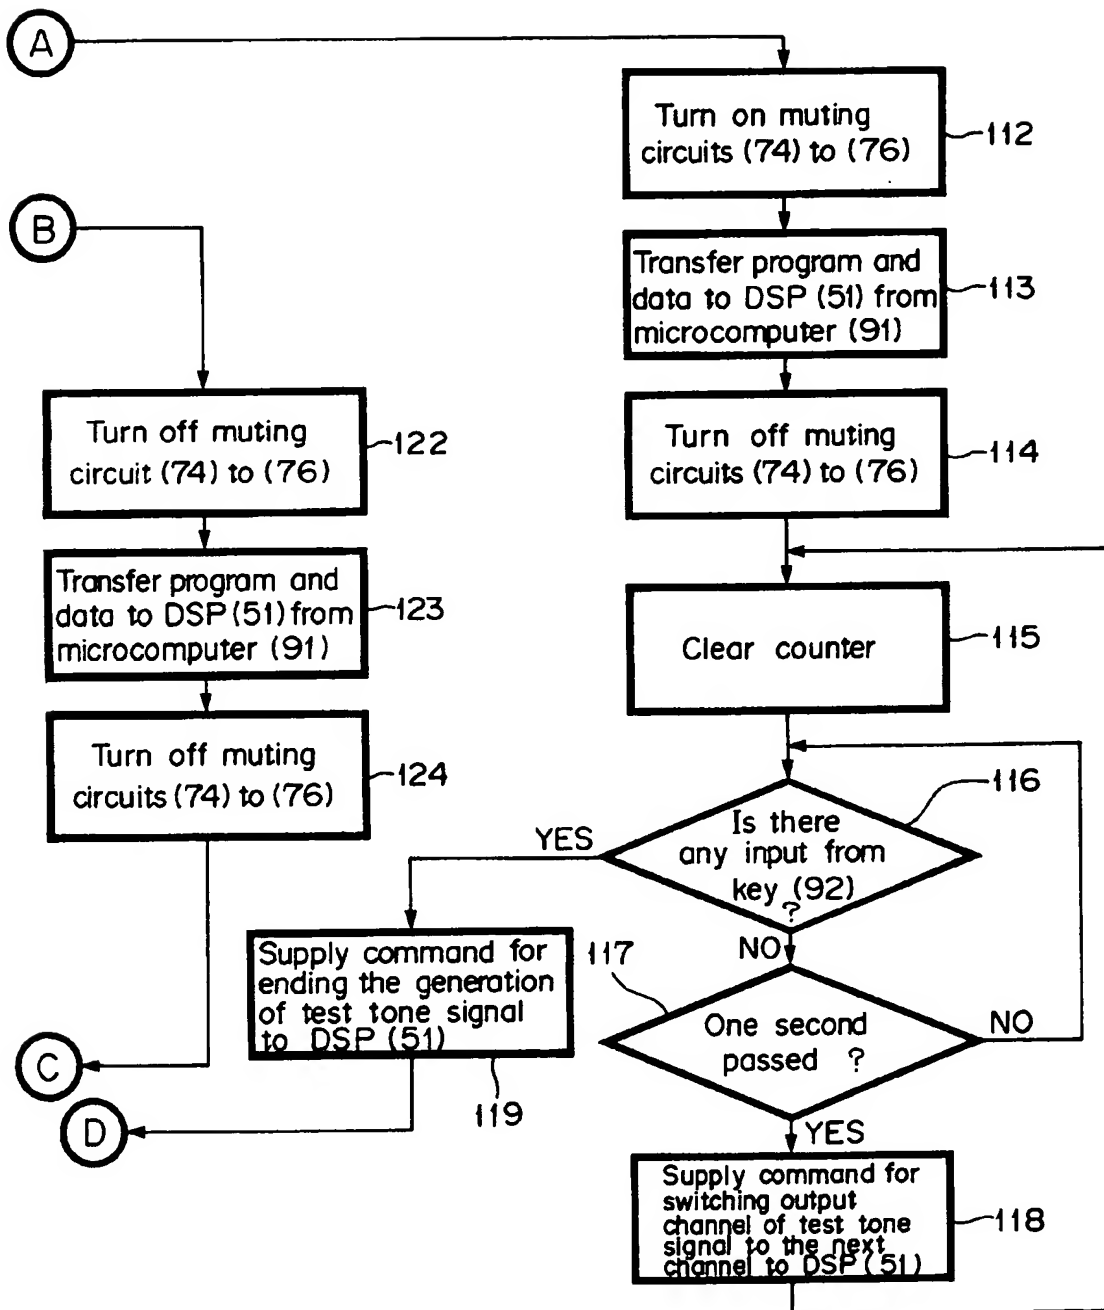 A
Turn on muting
circuits (74) to (76)
112
B
Transfer program and
data to DSP (51) from
microcomputer (91)
113
Turn off muting
circuit (74) to (76)
122
Turn off muting
circuits (74) to (76)
114
Transfer program and
data to DSP (51) from
microcomputer (91)
123
Clear counter
115
Turn off muting
circuits (74) to (76)
124
116
YES
Is there
any input from
key (92)
?
NO
117
Supply command for
ending the generation
of test tone signal
to DSP (51)
119
One second
passed ?
NO
C
D
YES
Supply command for
switching output
channel of test tone
signal to the next
channel to DSP (51)
118